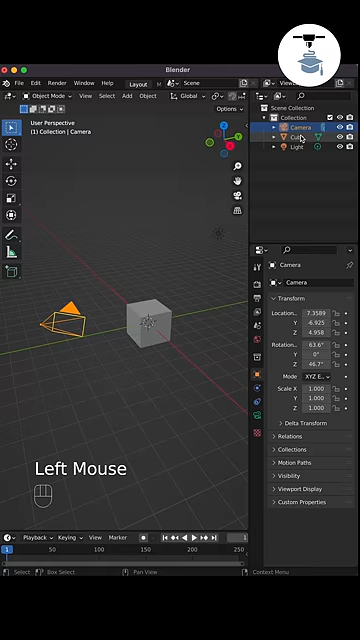 Blender
File Edit Render Window Help Layout Scene
Object Mode View Select Add Object Global
Options
User Perspective
(1) Collection | Camera
Scene Collection
Collection
Camera
Light
Camera
Camera
Transform
Location.. 7.3589
Y -6.925
Z 4.958
Rotation.. 63.6°
Y 0°
Z 46.7°
Mode XYZ E..
Scale X 1.000
Y 1.000
Z 1.000
Delta Transform
Relations
Collections
Motion Paths
Visibility
Viewport Display
Custom Properties
Left Mouse
Playback Keying View Marker 1
1 50 100 150 200 250
Select Box Select Pan View Context Menu